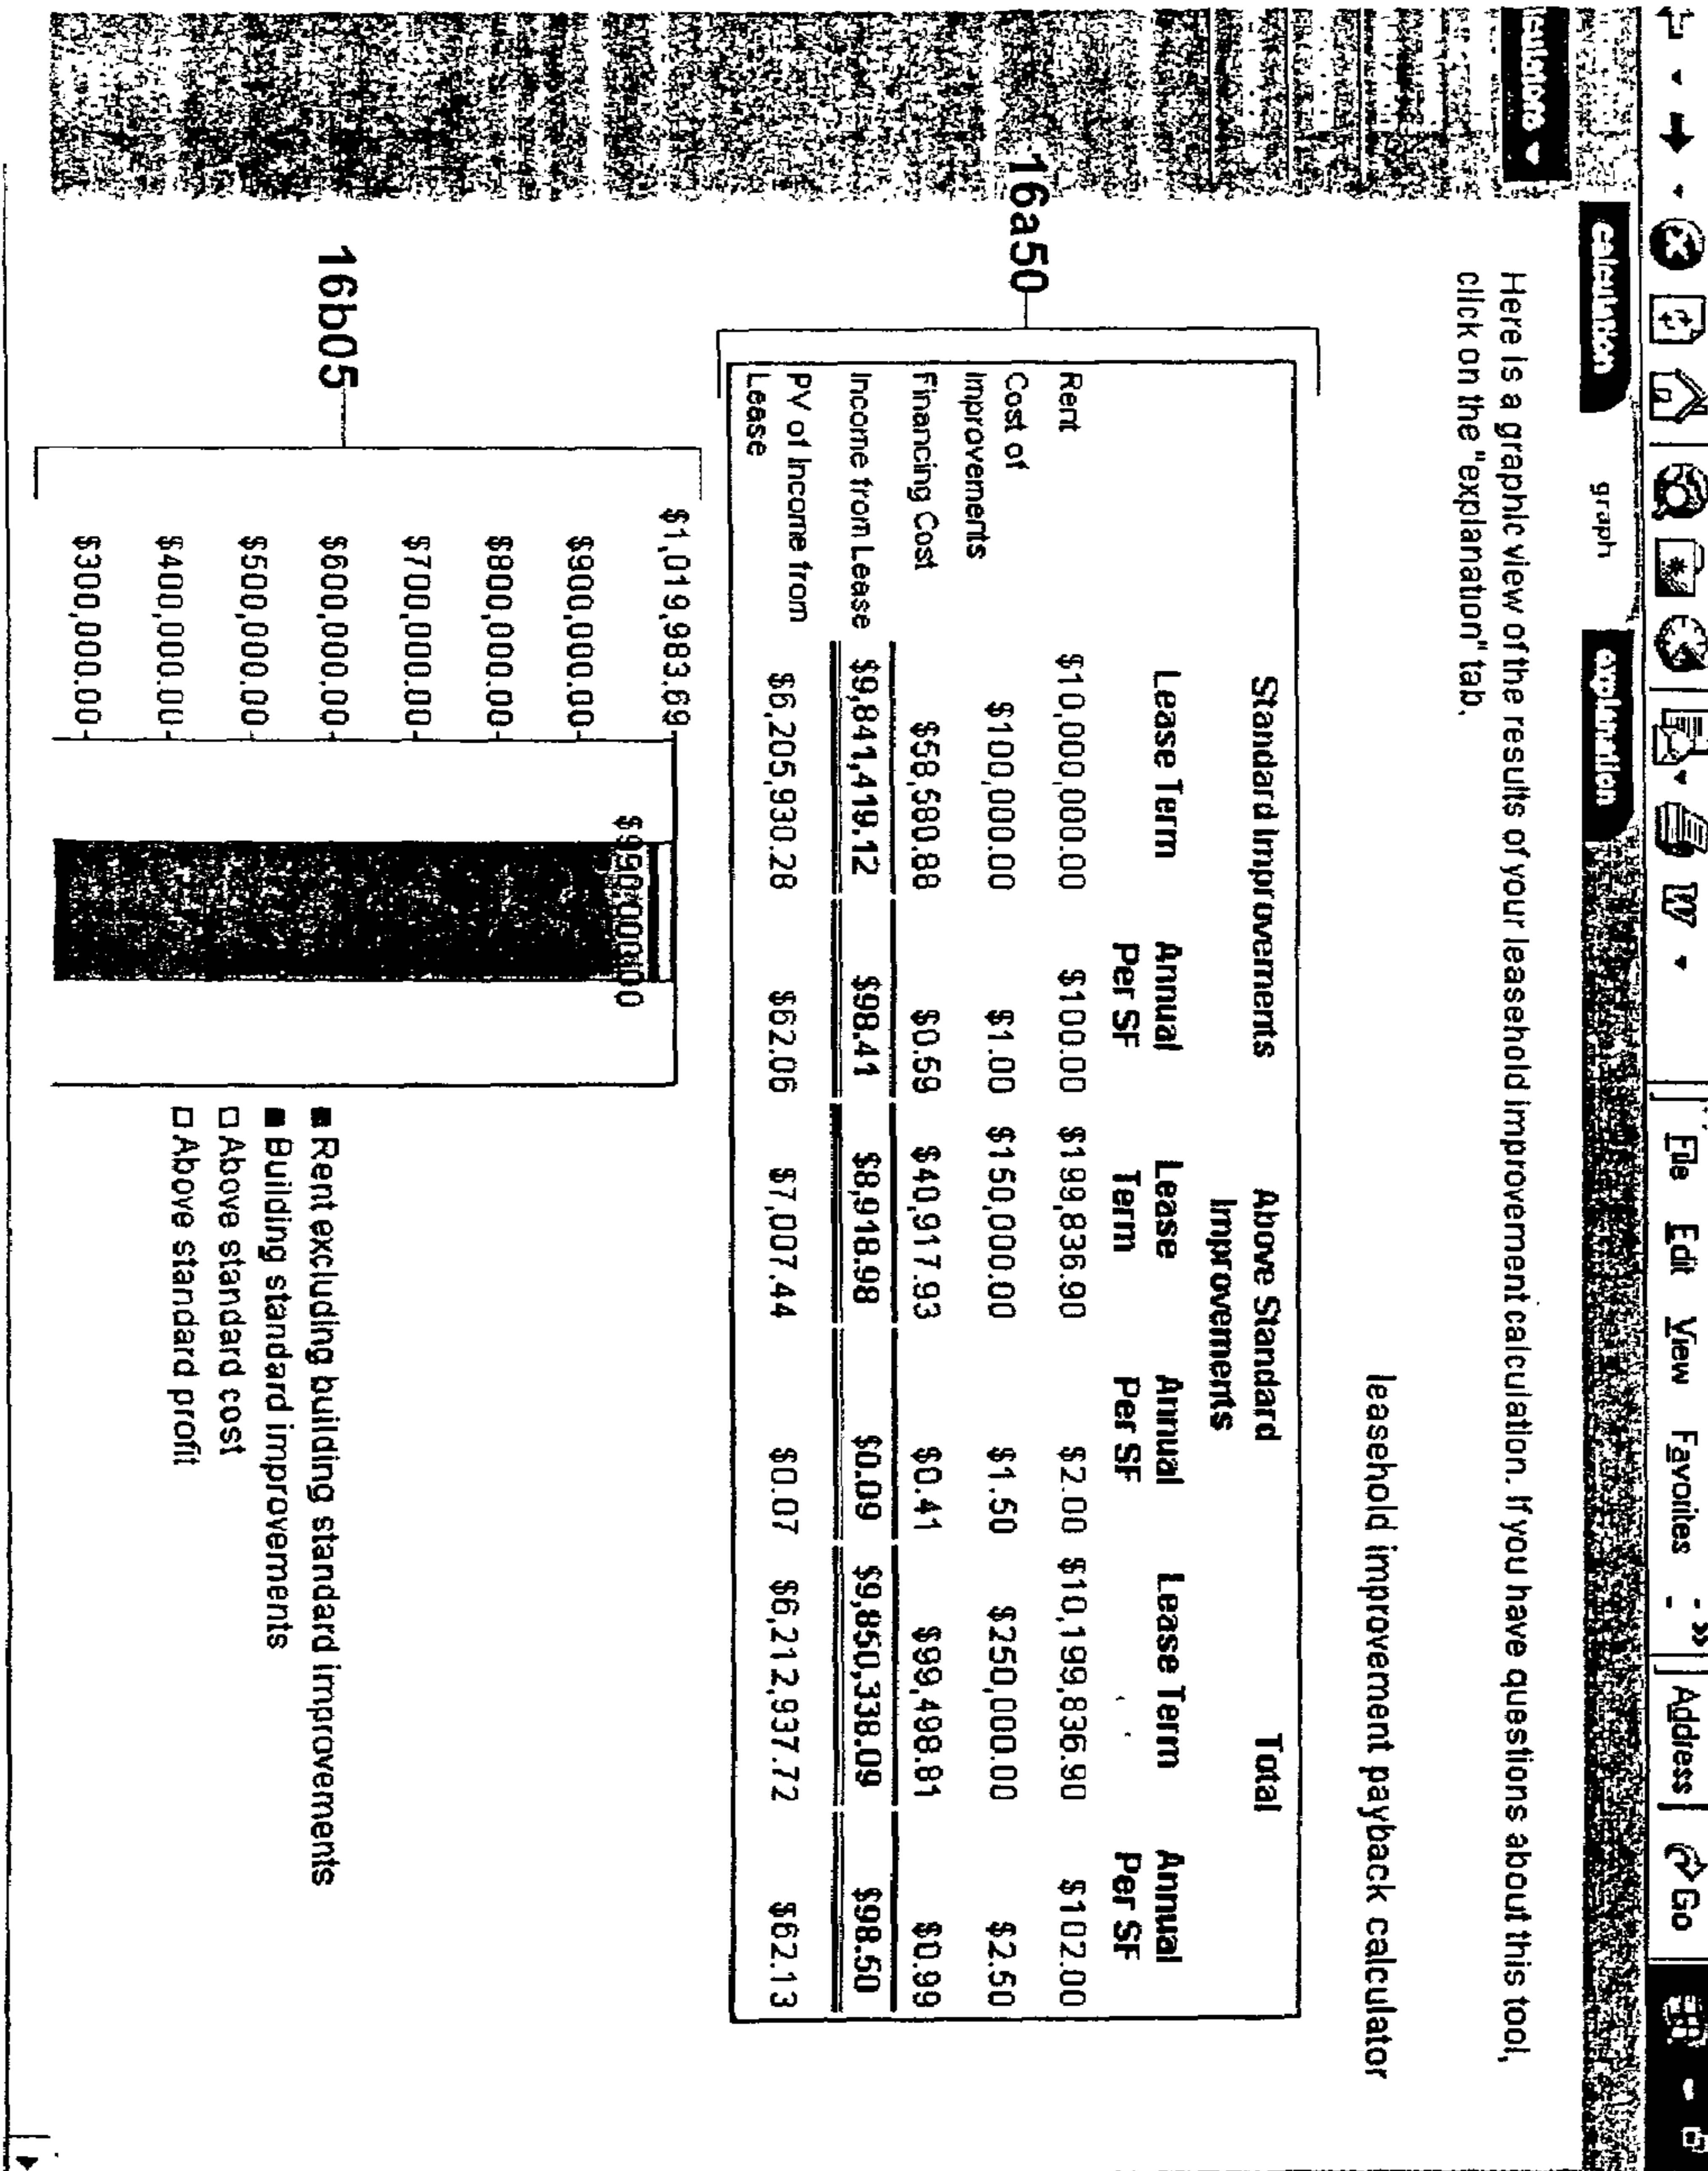 File Edit View Favorites » Address Go
calculation graph explanation
Here is a graphic view of the results of your leasehold improvement calculation. If you have questions about this tool,
click on the "explanation" tab.
leasehold improvement payback calculator
16a50
Standard Improvements Above Standard Improvements Total
Lease Term Annual Per SF Lease Term Annual Per SF Lease Term Annual Per SF
Rent $10,000,000.00 $100.00 $199,836.90 $2.00 $10,199,836.90 $102.00
Cost of Improvements $100,000.00 $1.00 $150,000.00 $1.50 $250,000.00 $2.50
Financing Cost $58,580.88 $0.59 $40,917.93 $0.41 $99,498.81 $0.99
Income from Lease $9,841,419.12 $98.41 $8,918.98 $0.09 $9,850,338.09 $98.50
PV of Income from Lease $6,205,930.28 $62.06 $7,007.44 $0.07 $6,212,937.72 $62.13
16b05
$1,019,983.69
$900,000.00
$800,000.00
$700,000.00
$600,000.00
$500,000.00
$400,000.00
$300,000.00
Rent excluding building standard improvements
Building standard improvements
Above standard cost
Above standard profit